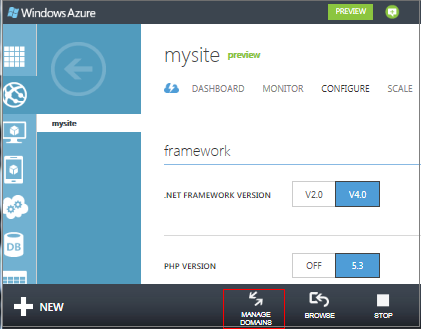 Windows Azure
PREVIEW
mysite preview
DASHBOARD MONITOR CONFIGURE SCALE
mysite
framework
.NET FRAMEWORK VERSION V2.0 V4.0
DB
PHP VERSION OFF 5.3
NEW
MANAGE
DOMAINS
BROWSE
STOP